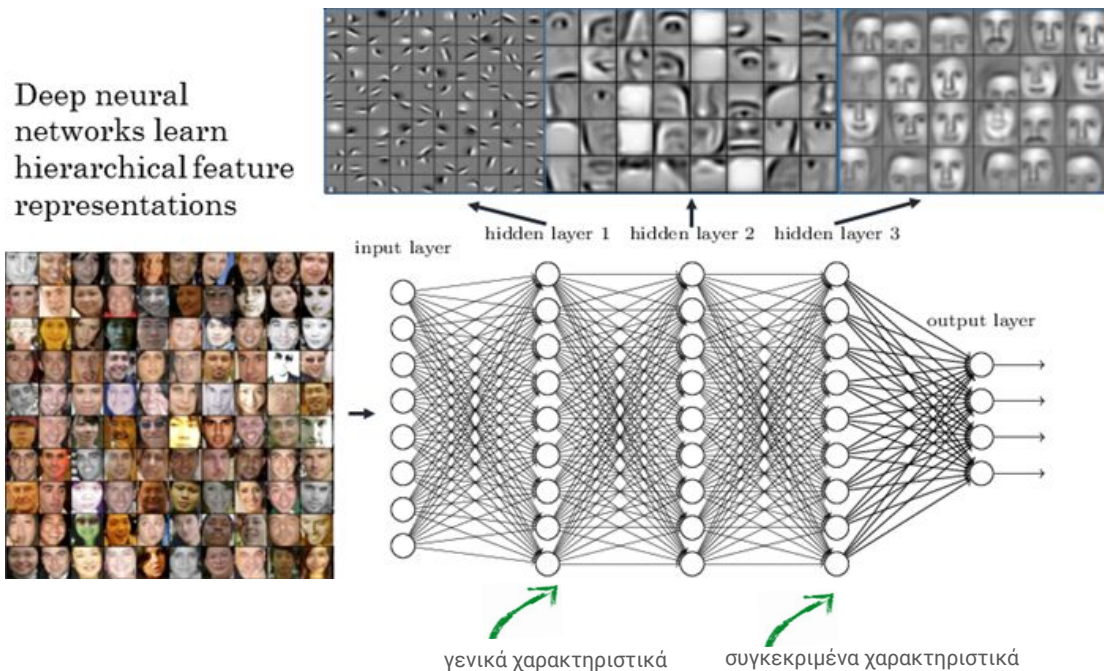 Deep neural
networks learn
hierarchical feature
representations
input layer
hidden layer 1
hidden layer 2
hidden layer 3
output layer
γενικά χαρακτηριστικά
συγκεκριμένα χαρακτηριστικά